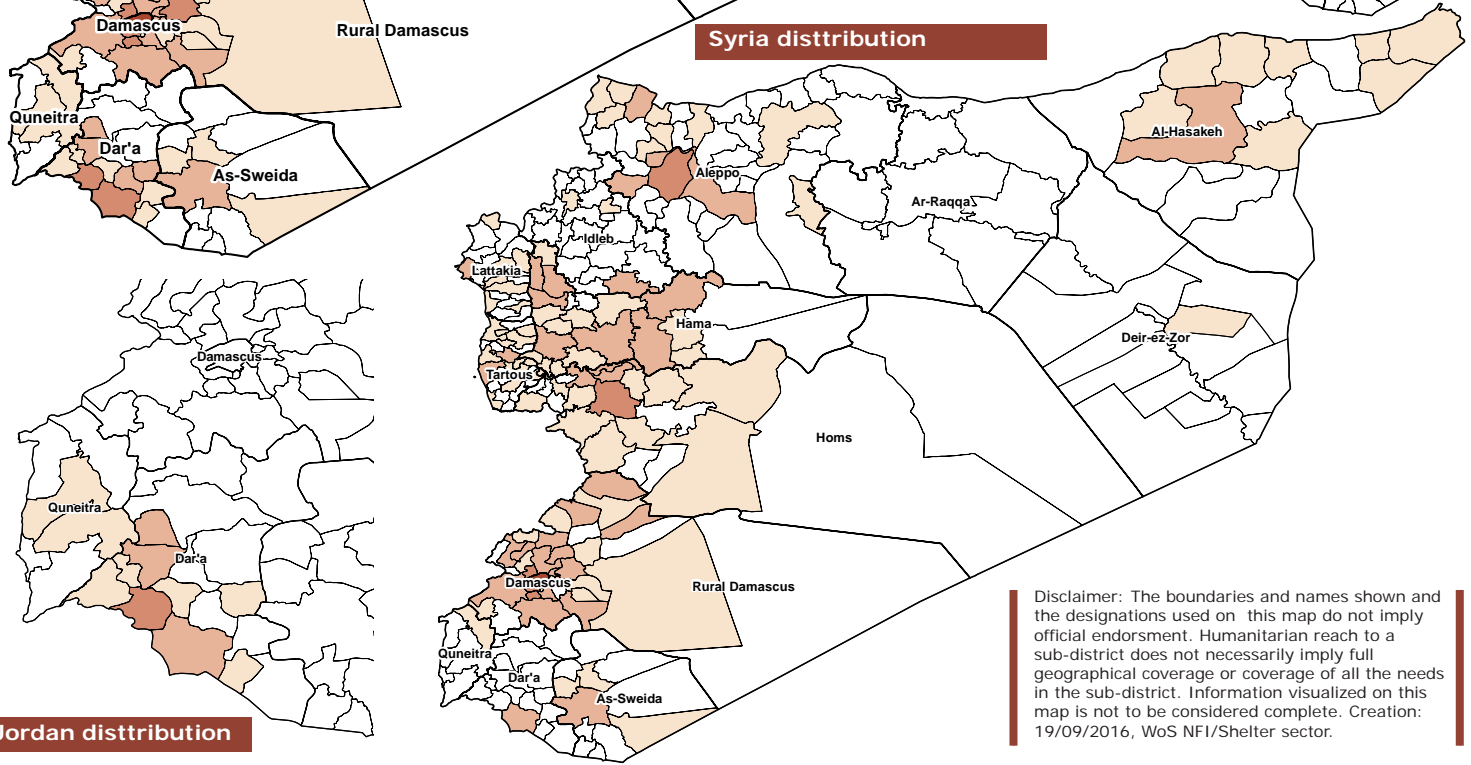 Damascus
Rural Damascus
Quneitra
Dar'a
As-Sweida
Syria disttribution
Al-Hasakeh
Aleppo
Ar-Raqqa
Idleb
Lattakia
Hama
Deir-ez-Zor
Tartous
Homs
Damascus
Rural Damascus
Quneitra
Dar'a
As-Sweida
Damascus
Quneitra
Dar'a
Jordan disttribution
Disclaimer: The boundaries and names shown and
the designations used on this map do not imply
official endorsment. Humanitarian reach to a
sub-district does not necessarily imply full
geographical coverage or coverage of all the needs
in the sub-district. Information visualized on this
map is not to be considered complete. Creation:
19/09/2016, WoS NFI/Shelter sector.